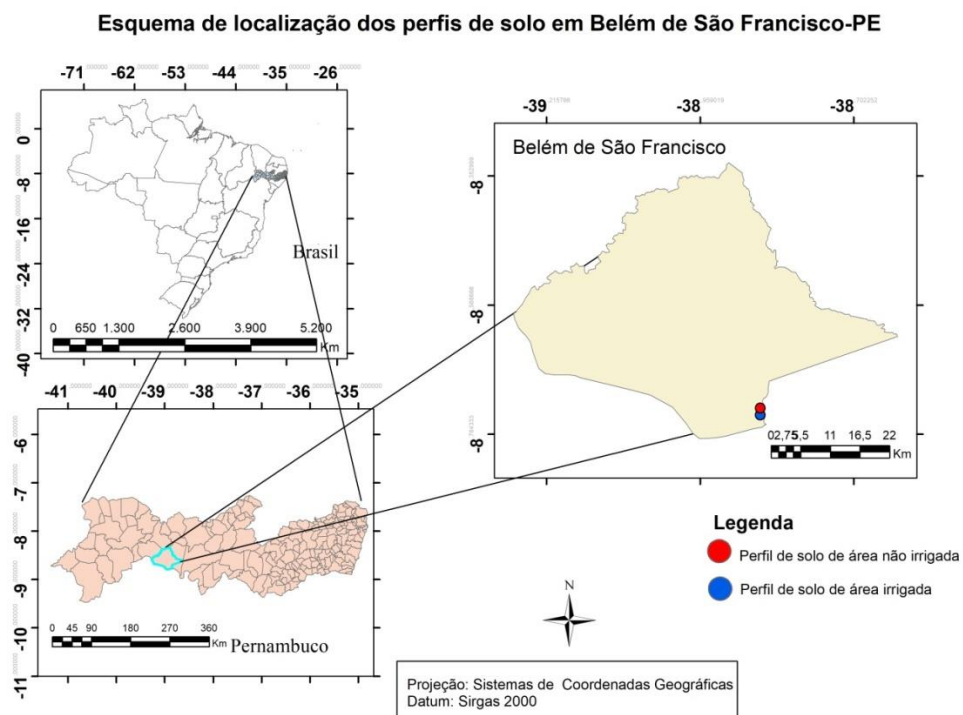 Esquema de localização dos perfis de solo em Belém de São Francisco-PE
-71 -62 -53 -44 -35 -26
0
-8
-16
-24
-32
-40
Brasil
0 650 1.300 2.600 3.900 5.200
Km
-41 -40 -39 -38 -37 -36 -35
-6
-7
-8
-9
-10
-11
0 45 90 180 270 360
Km
Pernambuco
-39 -38 -38
Belém de São Francisco
-8
-8
-8
02,75 5,5 11 16,5 22
Km
Legenda
Perfil de solo de área não irrigada
Perfil de solo de área irrigada
N
Projeção: Sistemas de Coordenadas Geográficas
Datum: Sirgas 2000